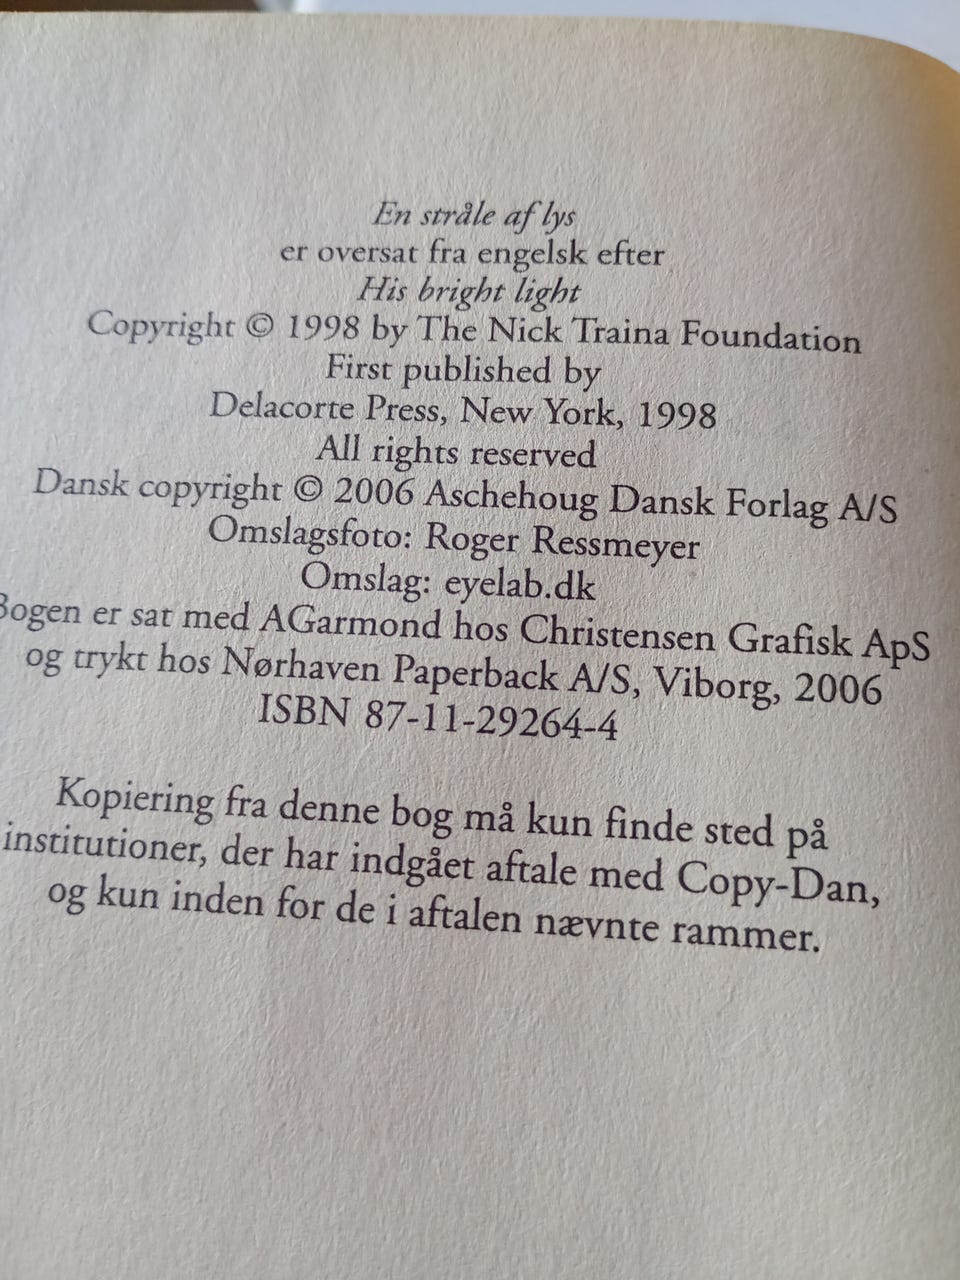 En stråle af lys
er oversat fra engelsk efter
His bright light
Copyright © 1998 by The Nick Traina Foundation
First published by
Delacorte Press, New York, 1998
All rights reserved
Dansk copyright © 2006 Aschehoug Dansk Forlag A/S
Omslagsfoto: Roger Ressmeyer
Omslag: eyelab.dk
Bogen er sat med AGarmond hos Christensen Grafisk ApS
og trykt hos Nørhaven Paperback A/S, Viborg, 2006
ISBN 87-11-29264-4
Kopiering fra denne bog må kun finde sted på
institutioner, der har indgået aftale med Copy-Dan,
og kun inden for de i aftalen nævnte rammer.